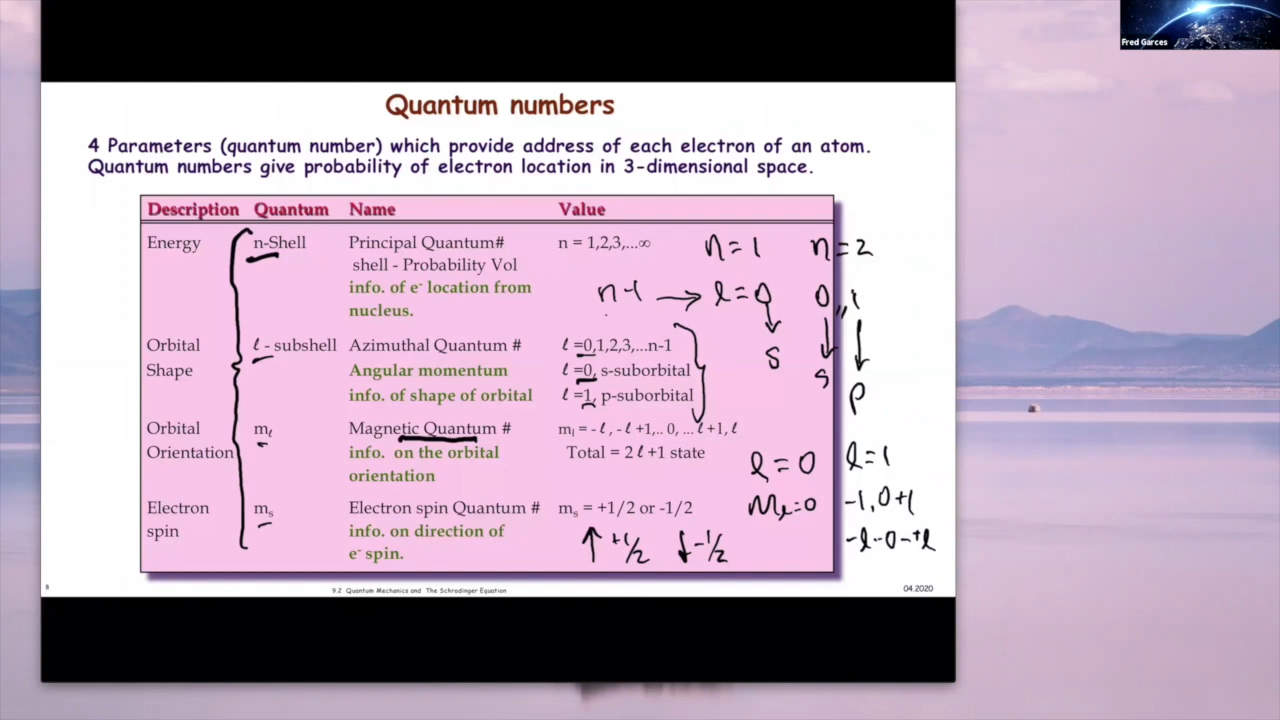 Fred Garces
Quantum numbers
4 Parameters (quantum number) which provide address of each electron of an atom.
Quantum numbers give probability of electron location in 3-dimensional space.
Description Quantum Name Value
Energy n-Shell Principal Quantum# n = 1,2,3,...∞ n=1 n=2
shell - Probability Vol
info. of e- location from n-1 → l=0 0,,1
nucleus.
Orbital l - subshell Azimuthal Quantum # l =0,1,2,3,...n-1 s
Shape Angular momentum l =0, s-suborbital s
info. of shape of orbital l =1, p-suborbital p
Orbital ml Magnetic Quantum # ml = -l, -l +1,.. 0, ...l +1, l
Orientation info. on the orbital Total = 2 l +1 state l=0 l=1
orientation
Electron ms Electron spin Quantum # ms = +1/2 or -1/2 ml=0 -1,0+1
spin info. on direction of ↑+1/2 ↓-1/2 -l--0-+l
e- spin.
8 9.2 Quantum Mechanics and The Schrodinger Equation 04.2020